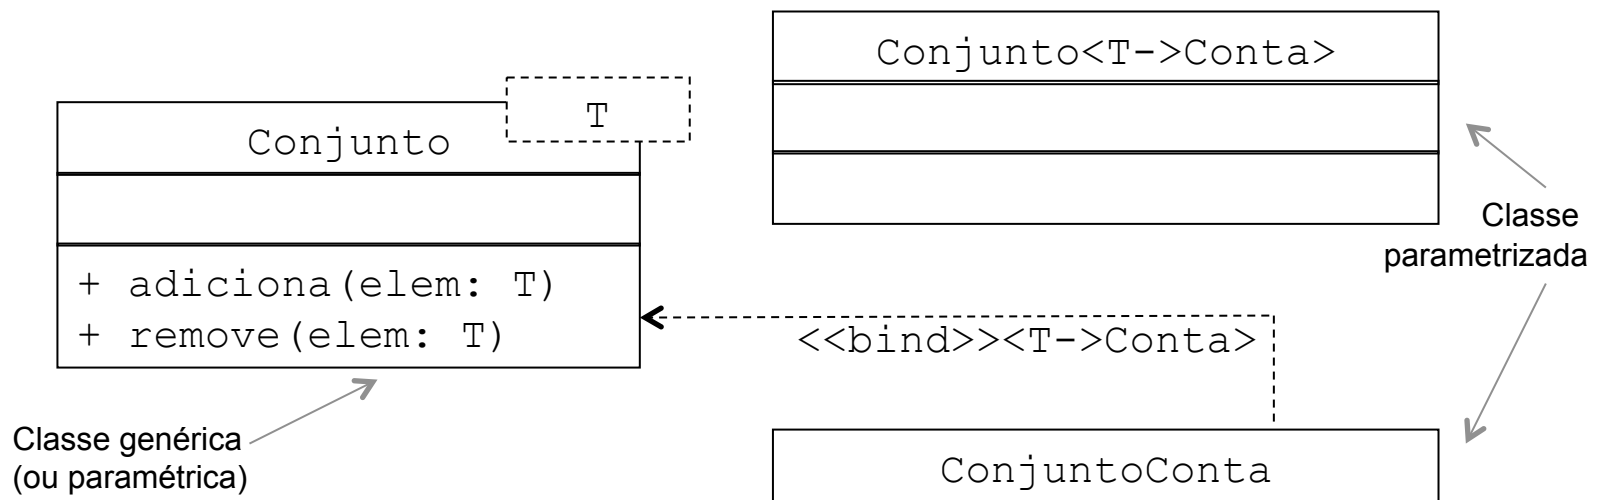 Conjunto<T->Conta>
T
Conjunto
+ adiciona(elem: T)
+ remove(elem: T)
Classe
parametrizada
<<bind>><T->Conta>
Classe genérica
(ou paramétrica)
ConjuntoConta